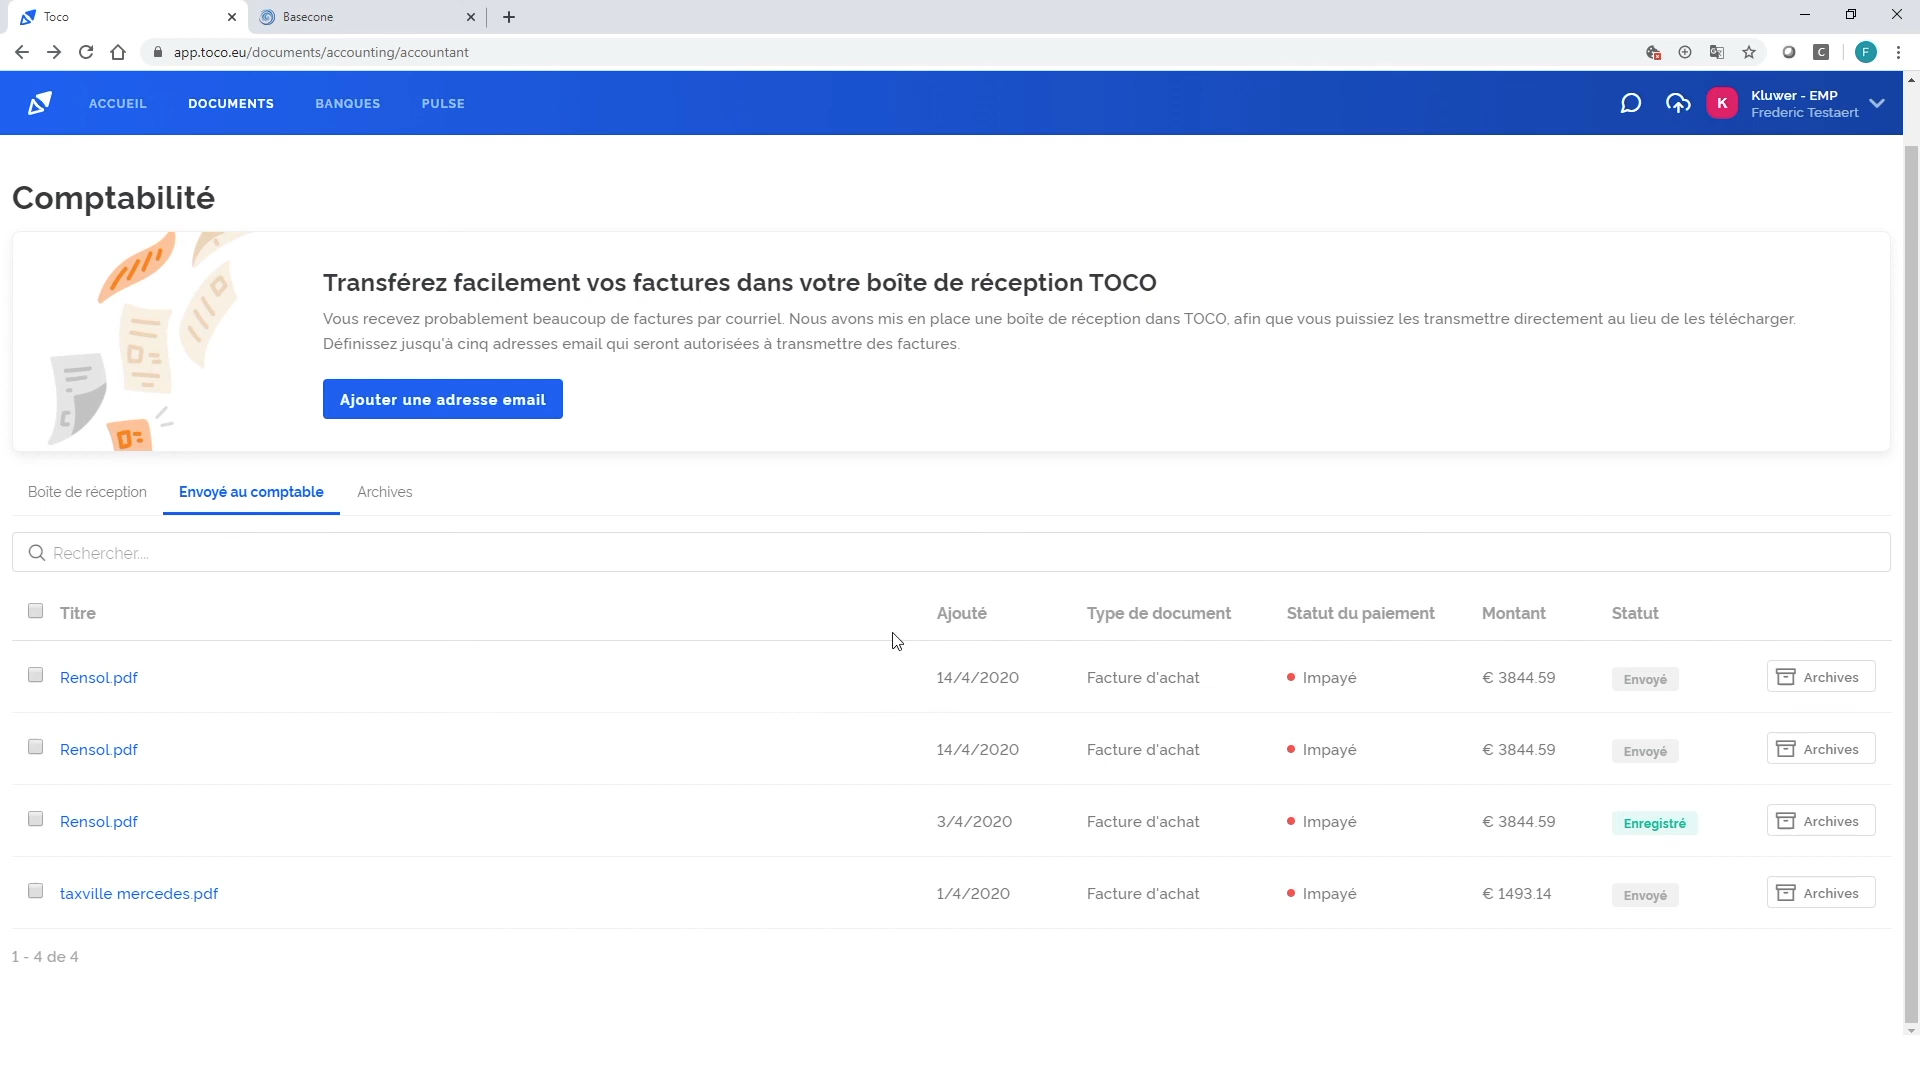 Toco
Basecone
app.toco.eu/documents/accounting/accountant
C
F
ACCUEIL
DOCUMENTS
BANQUES
PULSE
K
Kluwer - EMP
Frederic Testaert
Comptabilité
Transférez facilement vos factures dans votre boîte de réception TOCO
Vous recevez probablement beaucoup de factures par courriel. Nous avons mis en place une boîte de réception dans TOCO, afin que vous puissiez les transmettre directement au lieu de les télécharger.
Définissez jusqu'à cinq adresses email qui seront autorisées à transmettre des factures.
Ajouter une adresse email
Boîte de réception
Envoyé au comptable
Archives
Rechercher....
Titre Ajouté Type de document Statut du paiement Montant Statut
Rensol.pdf 14/4/2020 Facture d'achat Impayé € 3844.59 Envoyé Archives
Rensol.pdf 14/4/2020 Facture d'achat Impayé € 3844.59 Envoyé Archives
Rensol.pdf 3/4/2020 Facture d'achat Impayé € 3844.59 Enregistré Archives
taxville mercedes.pdf 1/4/2020 Facture d'achat Impayé € 1493.14 Envoyé Archives
1 - 4 de 4